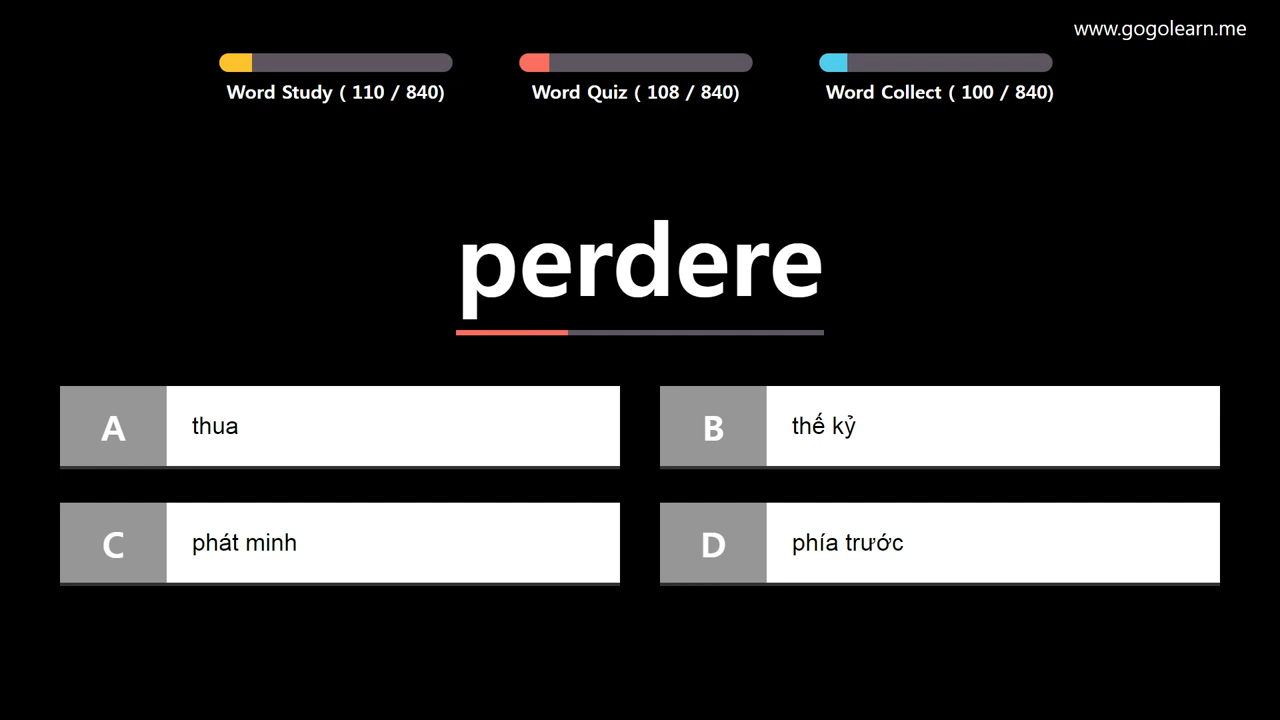 www.gogolearn.me
Word Study ( 110 / 840)
Word Quiz ( 108 / 840)
Word Collect ( 100 / 840)
perdere
A thua
B thế kỷ
C phát minh
D phía trước